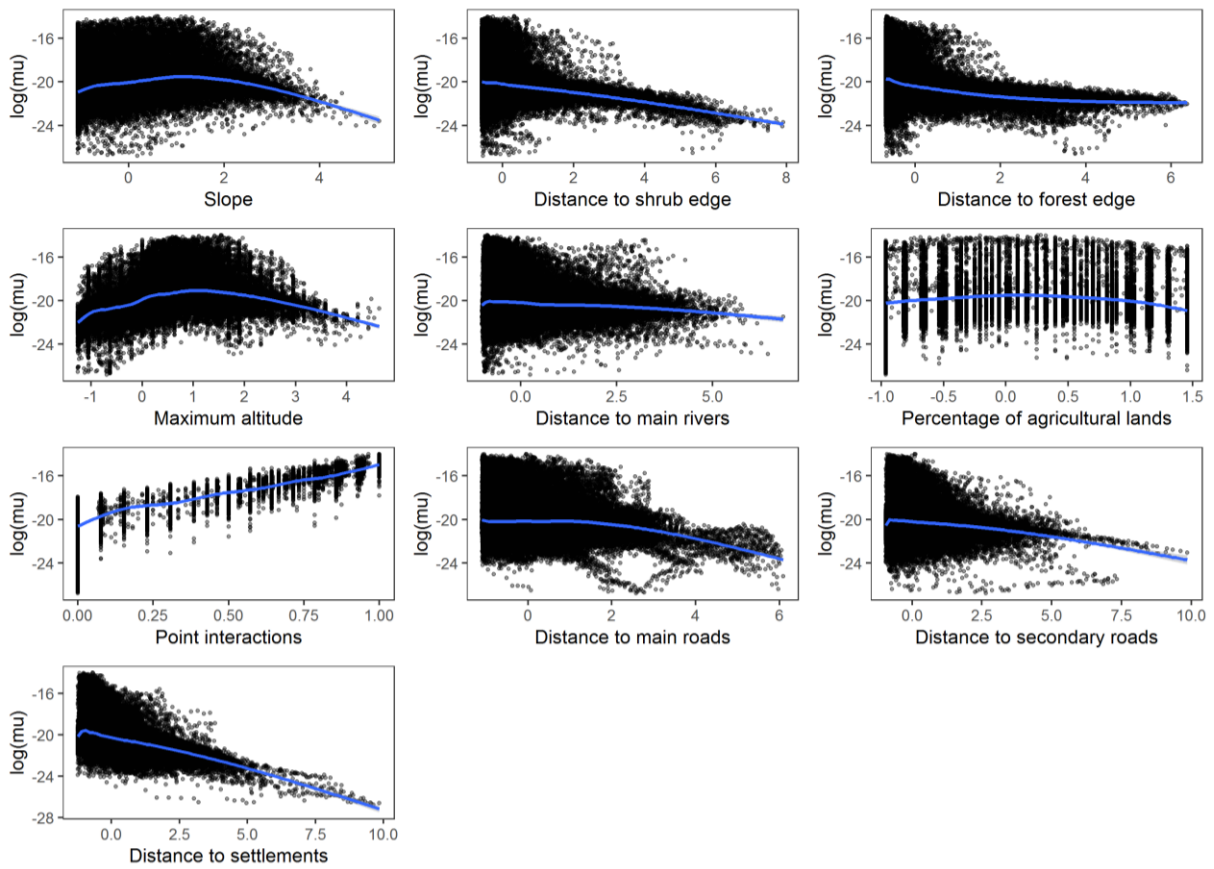 log(mu)
-16
-20
-24
0 2 4
Slope
log(mu)
-16
-20
-24
0 2 4 6 8
Distance to shrub edge
log(mu)
-16
-20
-24
0 2 4 6
Distance to forest edge
log(mu)
-16
-20
-24
-1 0 1 2 3 4
Maximum altitude
log(mu)
-16
-20
-24
0.0 2.5 5.0
Distance to main rivers
log(mu)
-16
-20
-24
-1.0 -0.5 0.0 0.5 1.0 1.5
Percentage of agricultural lands
log(mu)
-16
-20
-24
0.00 0.25 0.50 0.75 1.00
Point interactions
log(mu)
-16
-20
-24
0 2 4 6
Distance to main roads
log(mu)
-16
-20
-24
0.0 2.5 5.0 7.5 10.0
Distance to secondary roads
log(mu)
-16
-20
-24
-28
0.0 2.5 5.0 7.5 10.0
Distance to settlements